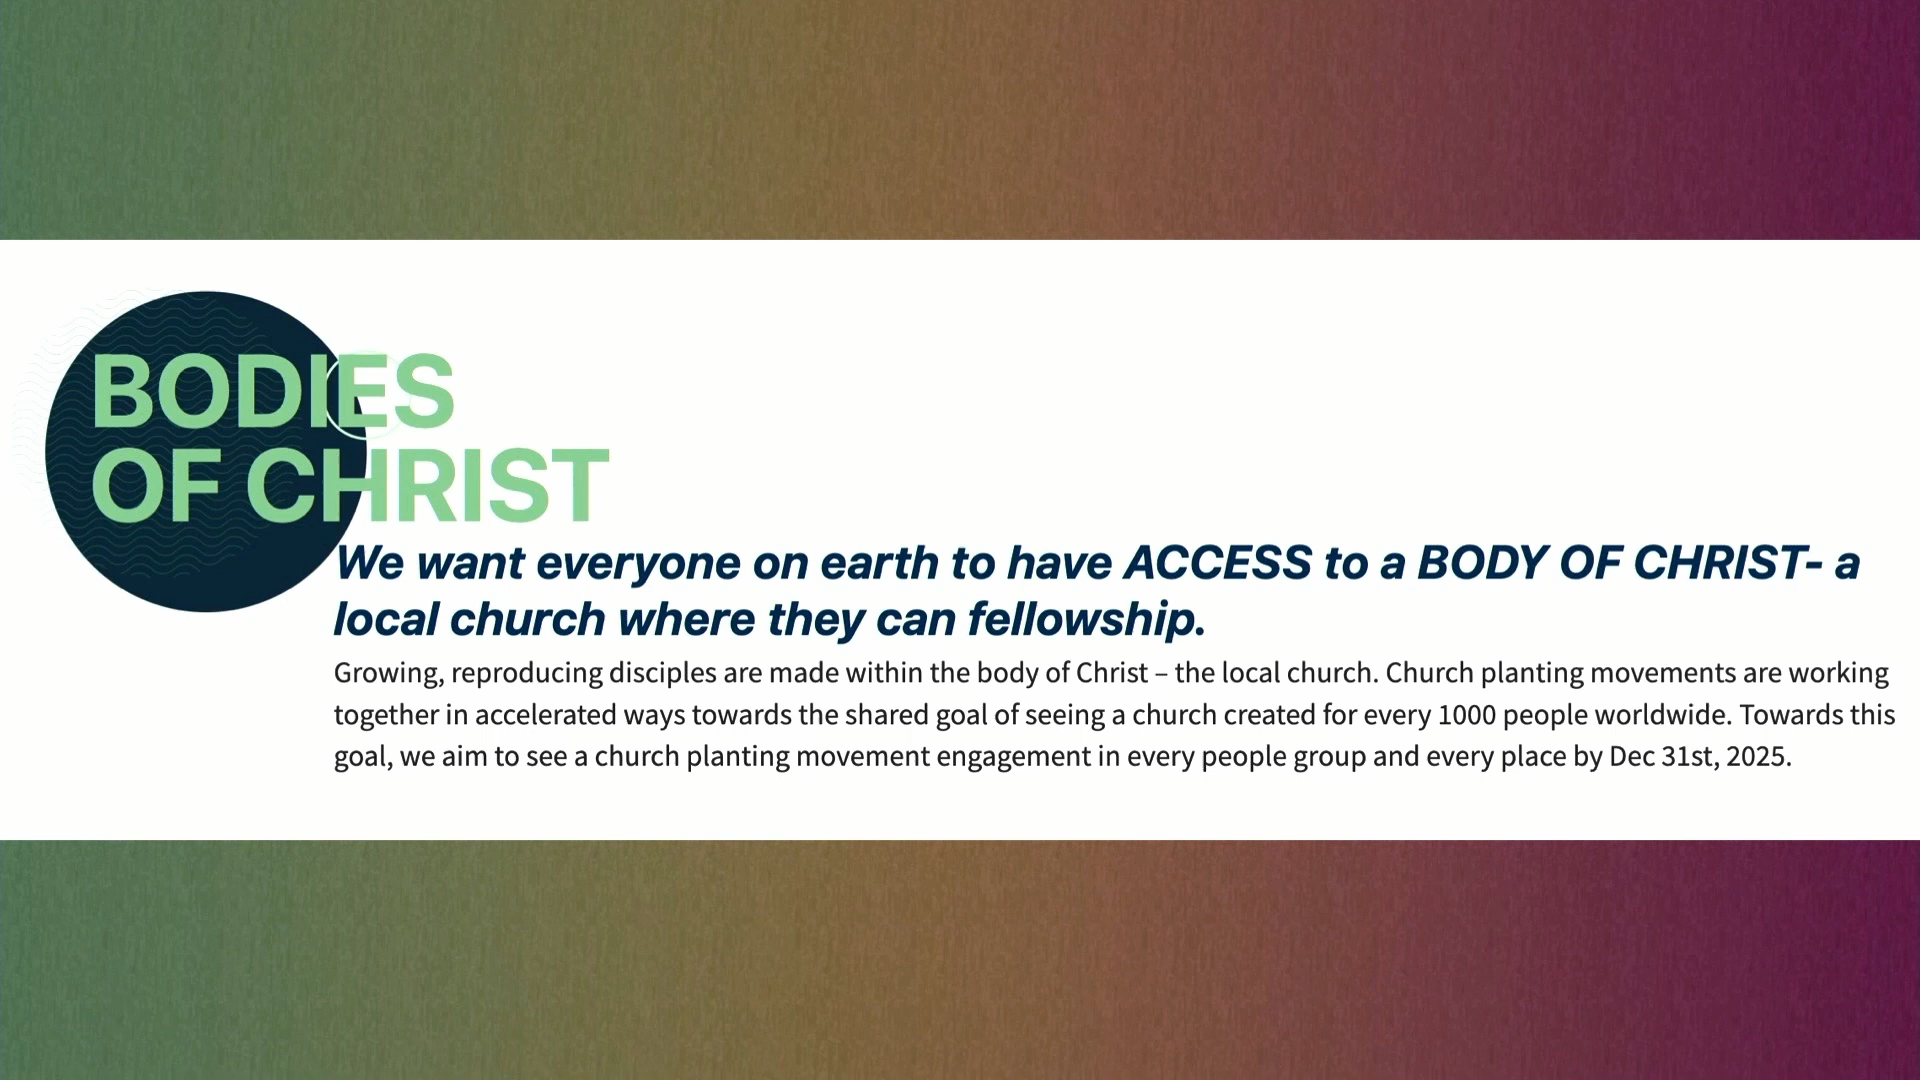 BODIES
OF CHRIST
We want everyone on earth to have ACCESS to a BODY OF CHRIST- a
local church where they can fellowship.
Growing, reproducing disciples are made within the body of Christ – the local church. Church planting movements are working
together in accelerated ways towards the shared goal of seeing a church created for every 1000 people worldwide. Towards this
goal, we aim to see a church planting movement engagement in every people group and every place by Dec 31st, 2025.